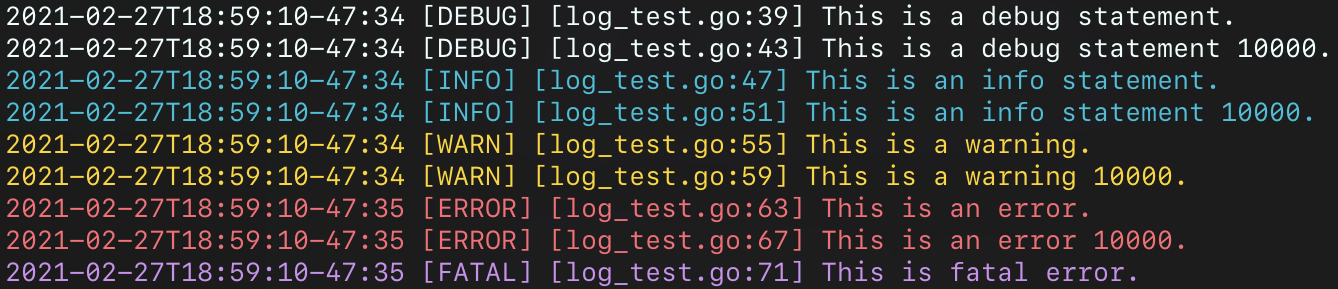 2021-02-27T18:59:10-47:34 [DEBUG] [log_test.go:39] This is a debug statement.
2021-02-27T18:59:10-47:34 [DEBUG] [log_test.go:43] This is a debug statement 10000.
2021-02-27T18:59:10-47:34 [INFO] [log_test.go:47] This is an info statement.
2021-02-27T18:59:10-47:34 [INFO] [log_test.go:51] This is an info statement 10000.
2021-02-27T18:59:10-47:34 [WARN] [log_test.go:55] This is a warning.
2021-02-27T18:59:10-47:34 [WARN] [log_test.go:59] This is a warning 10000.
2021-02-27T18:59:10-47:35 [ERROR] [log_test.go:63] This is an error.
2021-02-27T18:59:10-47:35 [ERROR] [log_test.go:67] This is an error 10000.
2021-02-27T18:59:10-47:35 [FATAL] [log_test.go:71] This is fatal error.